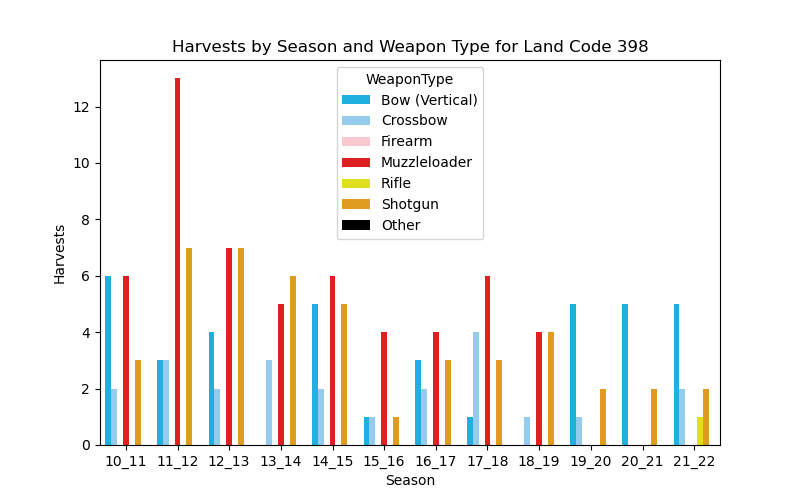 Harvests by Season and Weapon Type for Land Code 398
WeaponType
Bow (Vertical)
Crossbow
Firearm
Muzzleloader
Rifle
Shotgun
Other
Harvests
12
10
8
6
4
2
0
10_11 11_12 12_13 13_14 14_15 15_16 16_17 17_18 18_19 19_20 20_21 21_22
Season